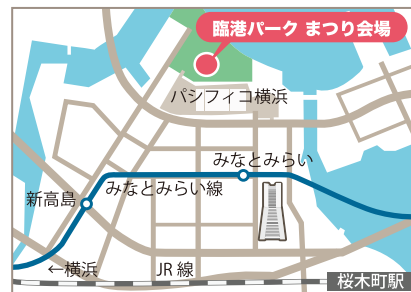 臨港パーク まつり会場
パシフィコ横浜
みなとみらい
みなとみらい線
新高島
←横浜
JR線
桜木町駅